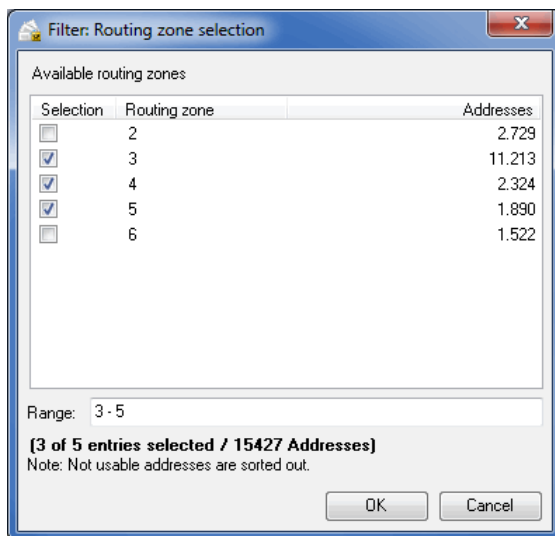 Filter: Routing zone selection
Available routing zones
Selection Routing zone Addresses
2 2.729
3 11.213
4 2.324
5 1.890
6 1.522
Range: 3 - 5
(3 of 5 entries selected / 15427 Addresses)
Note: Not usable addresses are sorted out.
OK Cancel